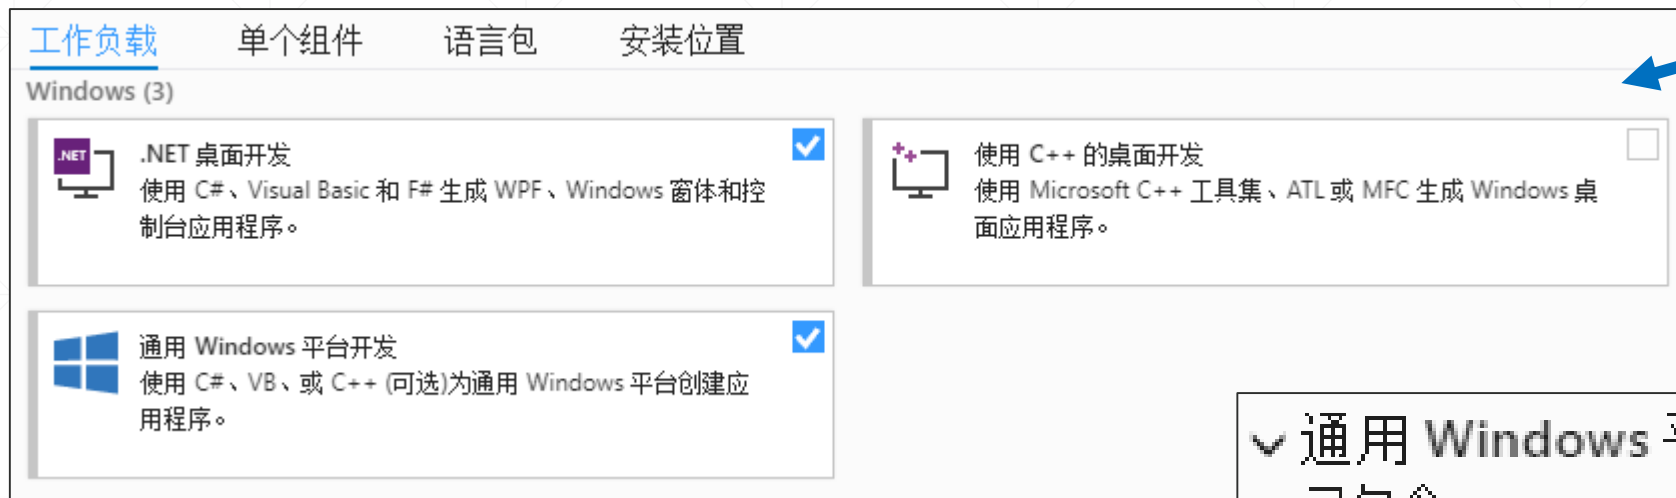 工作负载 单个组件 语言包 安装位置
Windows (3)
.NET
.NET 桌面开发
使用 C#、Visual Basic 和 F# 生成 WPF、Windows 窗体和控
制台应用程序。
使用 C++ 的桌面开发
使用 Microsoft C++ 工具集、ATL 或 MFC 生成 Windows 桌
面应用程序。
通用 Windows 平台开发
使用 C#、VB、或 C++ (可选)为通用 Windows 平台创建应
用程序。
通用 Windows